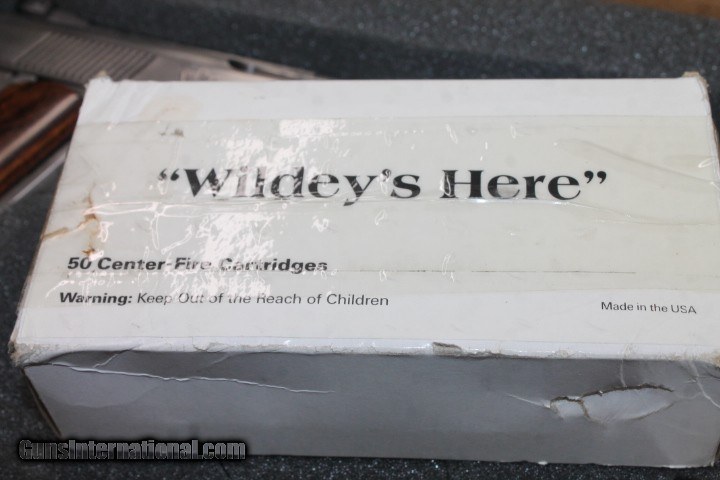 “Wildey’s Here”
50 Center-Fire Cartridges
Warning: Keep Out of the Reach of Children
Made in the USA
GunsInternational.com